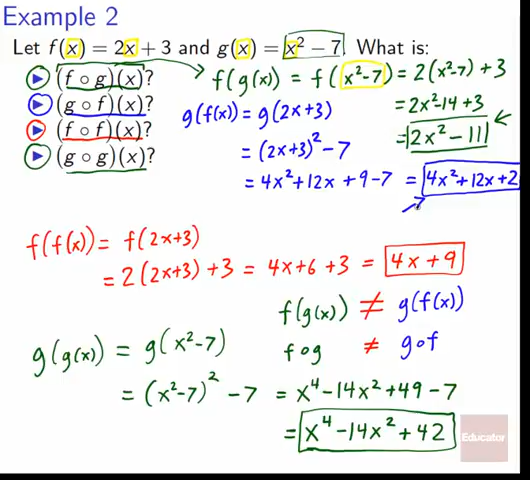 Example 2
Let f(x) = 2x + 3 and g(x) = x² − 7. What is:
(f ∘ g)(x)?
f(g(x)) = f(x²-7) = 2(x²-7) + 3
= 2x²-14+3
= 2x²-11
(g ∘ f)(x)?
g(f(x)) = g(2x+3)
= (2x+3)² - 7
= 4x²+12x+9-7 = 4x²+12x+2
(f ∘ f)(x)?
(g ∘ g)(x)?
f(f(x)) = f(2x+3)
= 2(2x+3)+3 = 4x+6+3 = 4x+9
f(g(x)) ≠ g(f(x))
f∘g ≠ g∘f
g(g(x)) = g(x²-7)
= (x²-7)² - 7 = x⁴-14x²+49-7
= x⁴-14x²+42
Educator